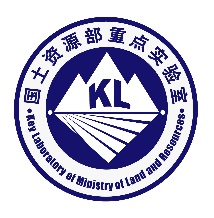 国土资源部重点实验室
KL
Key Laboratory of Ministry of Land and Resources